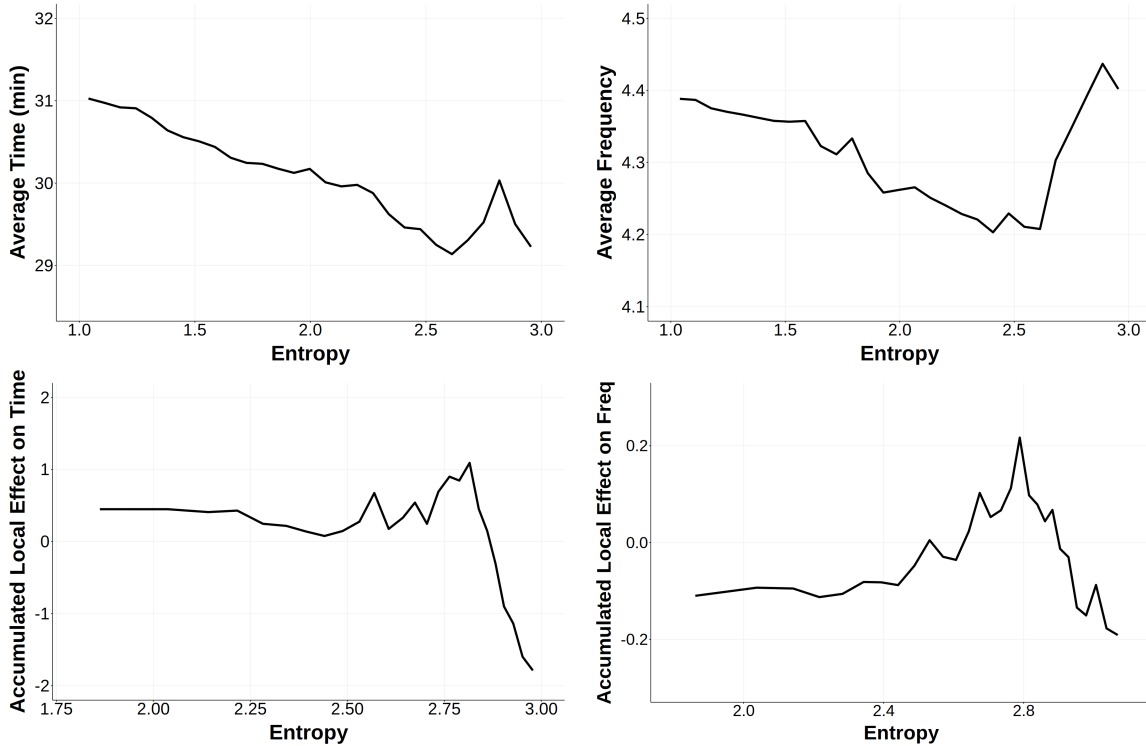 32
31
30
29
Average Time (min)
1.0 1.5 2.0 2.5 3.0
Entropy
4.5
4.4
4.3
4.2
4.1
Average Frequency
1.0 1.5 2.0 2.5 3.0
Entropy
2
1
0
-1
-2
Accumulated Local Effect on Time
1.75 2.00 2.25 2.50 2.75 3.00
Entropy
0.2
0.0
-0.2
Accumulated Local Effect on Freq
2.0 2.4 2.8
Entropy